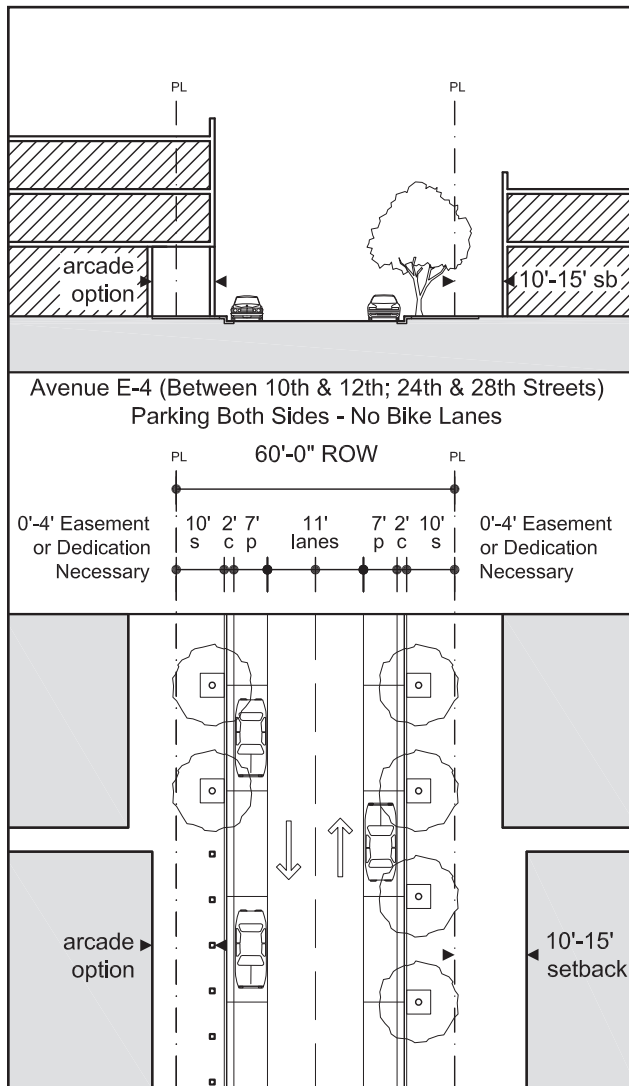 PL
PL
arcade
option
10'-15' sb
Avenue E-4 (Between 10th & 12th; 24th & 28th Streets)
Parking Both Sides - No Bike Lanes
60'-0" ROW
PL
PL
0'-4' Easement
or Dedication
Necessary
10' 2' 7' 11' 7' 2' 10'
s c p lanes p c s
0'-4' Easement
or Dedication
Necessary
arcade
option
10'-15'
setback